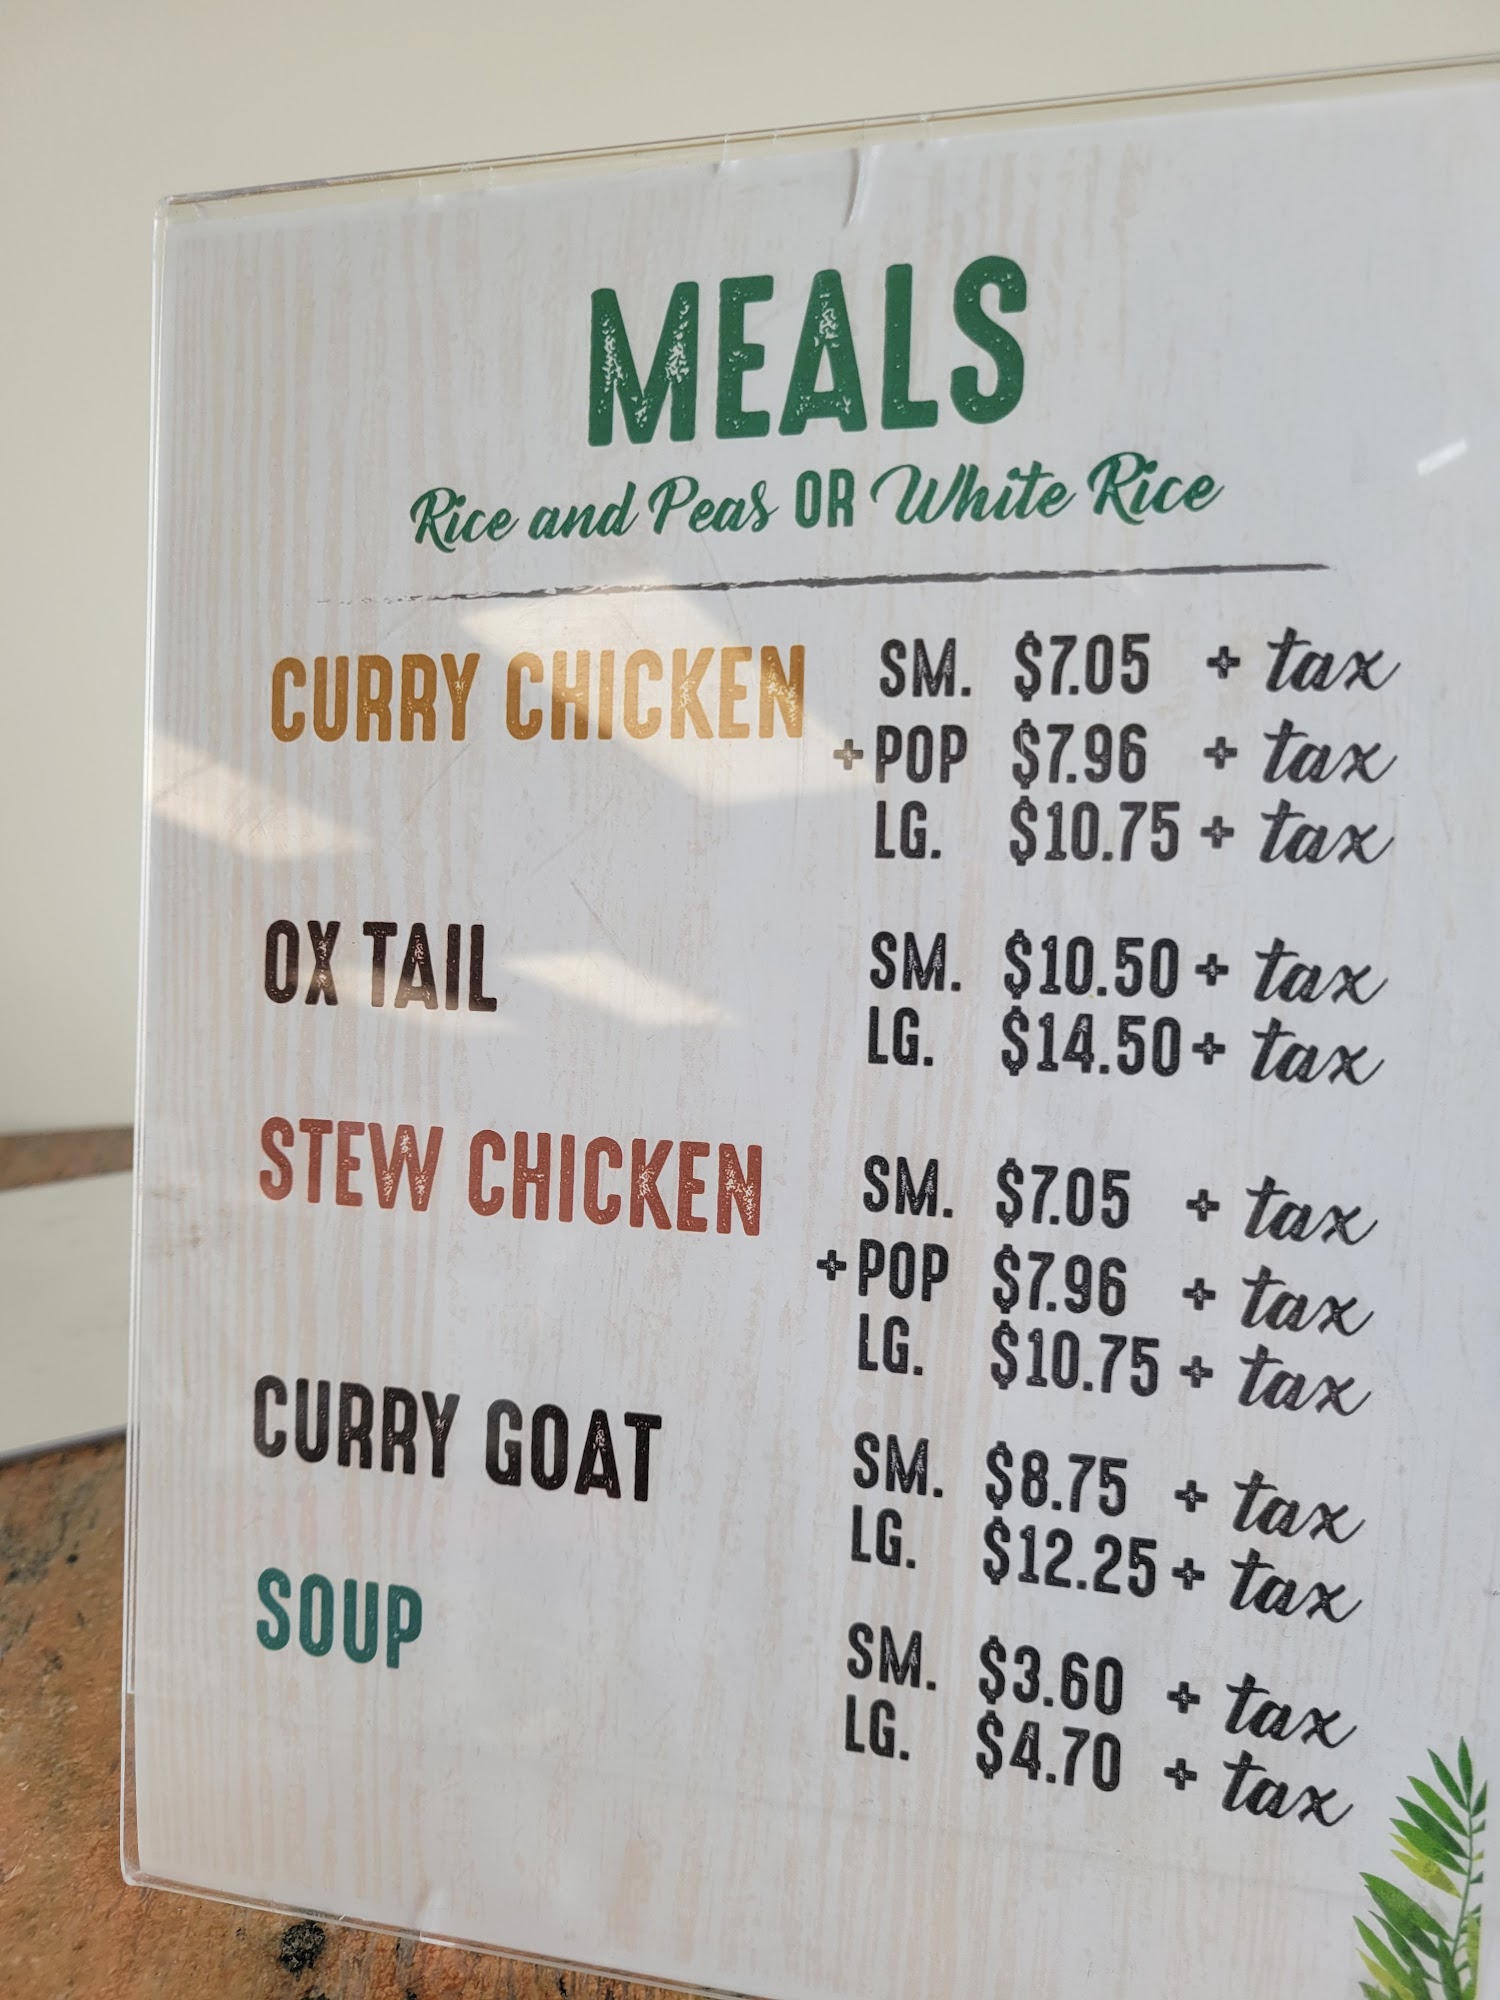 MEALS
Rice and Peas OR White Rice
CURRY CHICKEN SM. $7.05 + tax
+POP $7.96 + tax
LG. $10.75 + tax
OX TAIL SM. $10.50 + tax
LG. $14.50 + tax
STEW CHICKEN SM. $7.05 + tax
+POP $7.96 + tax
LG. $10.75 + tax
CURRY GOAT SM. $8.75 + tax
LG. $12.25 + tax
SOUP SM. $3.60 + tax
LG. $4.70 + tax